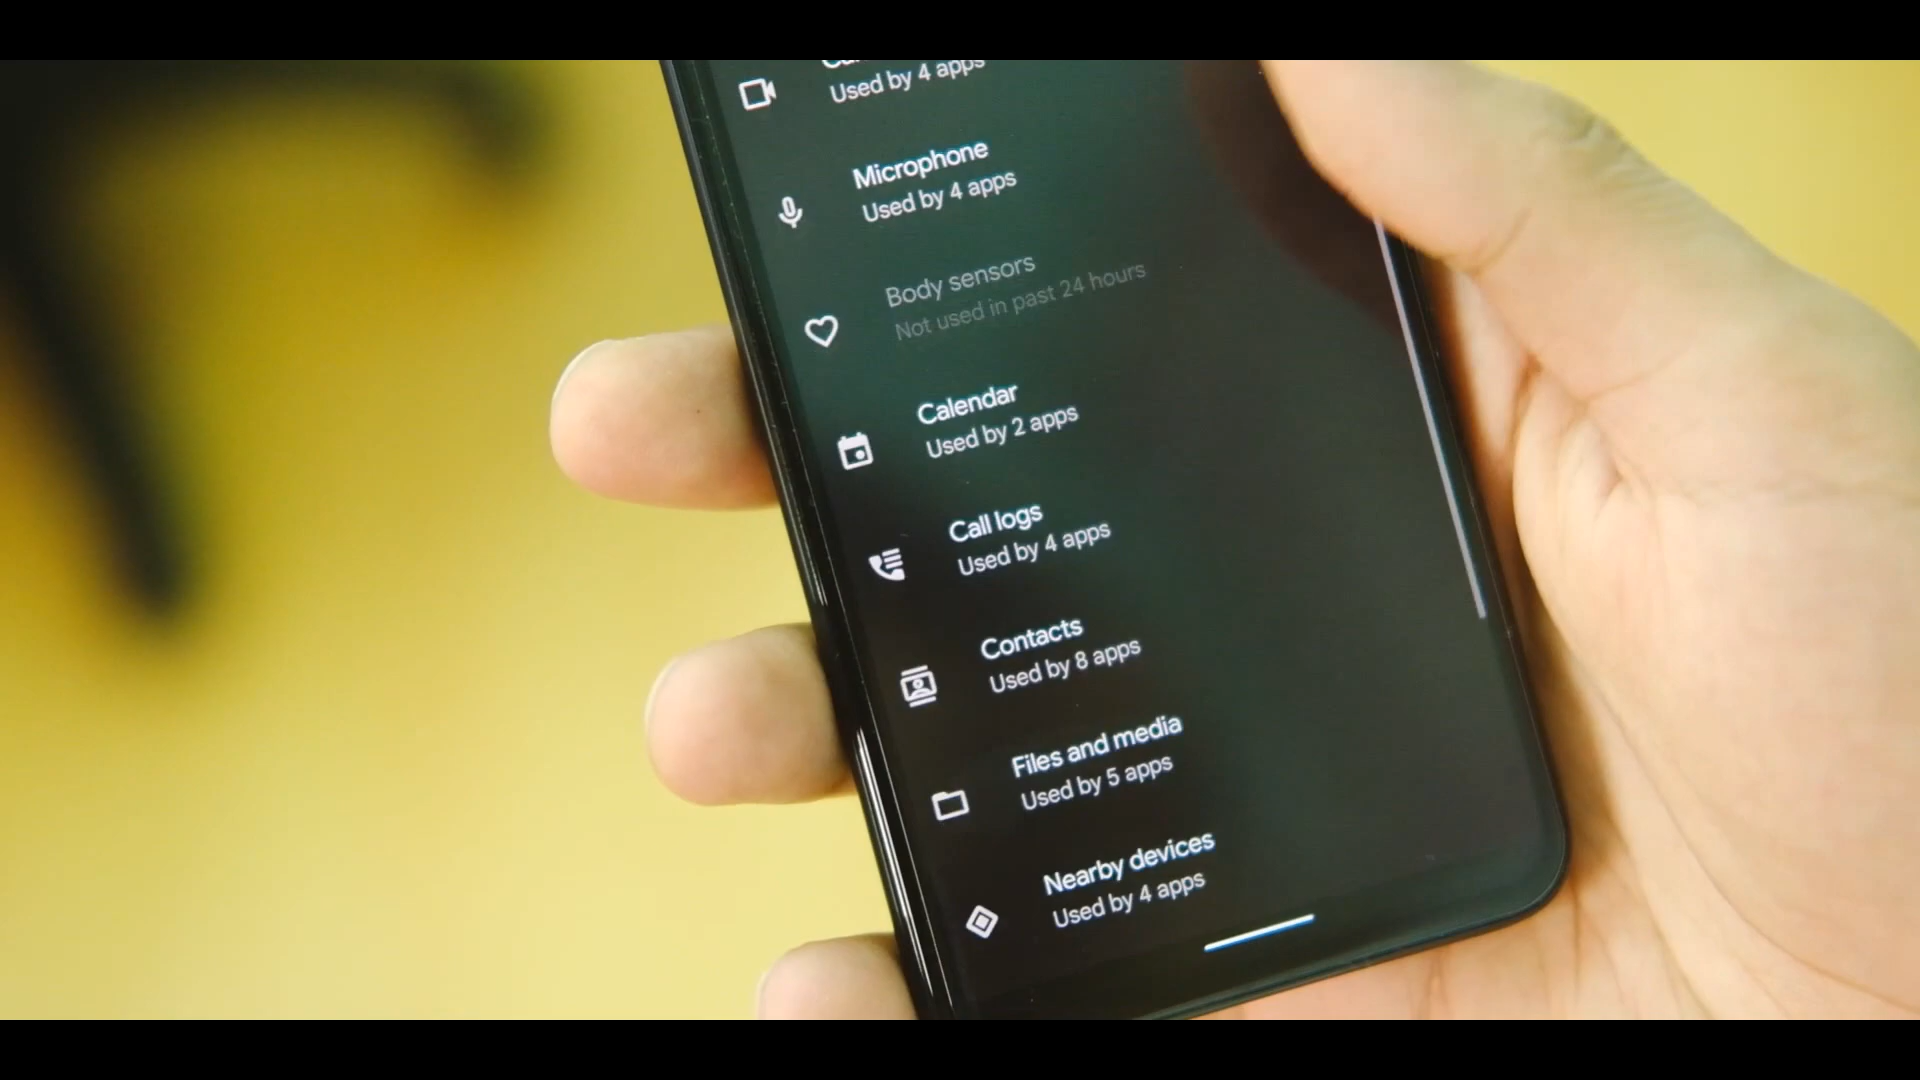 Used by 4 apps
Microphone
Used by 4 apps
Body sensors
Not used in past 24 hours
Calendar
Used by 2 apps
Call logs
Used by 4 apps
Contacts
Used by 8 apps
Files and media
Used by 5 apps
Nearby devices
Used by 4 apps